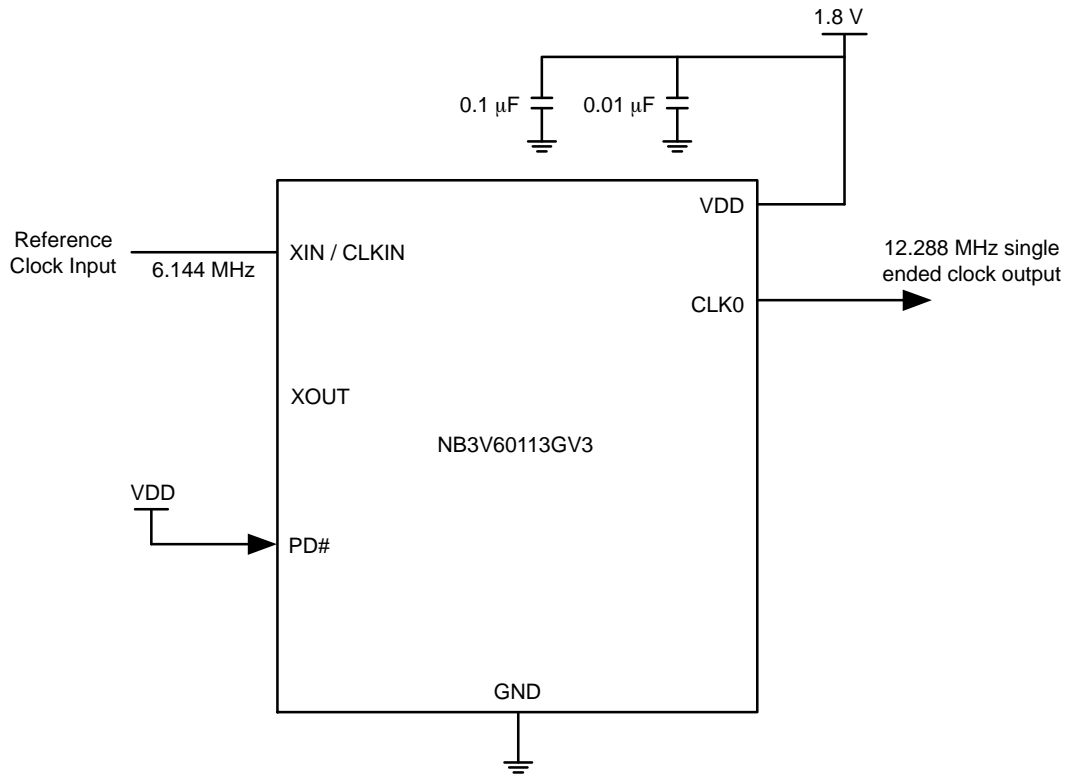 1.8 V
0.1 μF
0.01 μF
VDD
Reference
Clock Input
6.144 MHz
XIN / CLKIN
12.288 MHz single
ended clock output
CLK0
XOUT
NB3V60113GV3
VDD
PD#
GND